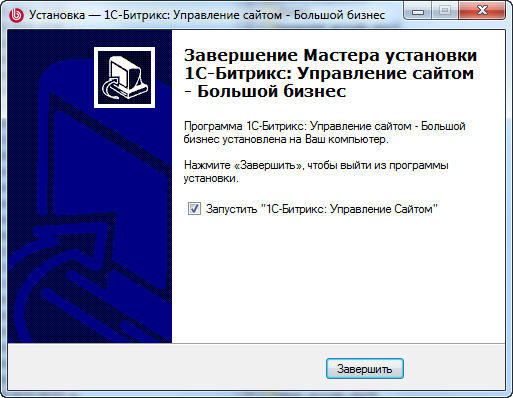 Установка — 1С-Битрикс: Управление сайтом - Большой бизнес
Завершение Мастера установки
1С-Битрикс: Управление сайтом
- Большой бизнес
Программа 1С-Битрикс: Управление сайтом - Большой
бизнес установлена на Ваш компьютер.
Нажмите «Завершить», чтобы выйти из программы
установки.
Запустить "1С-Битрикс: Управление Сайтом"
Завершить